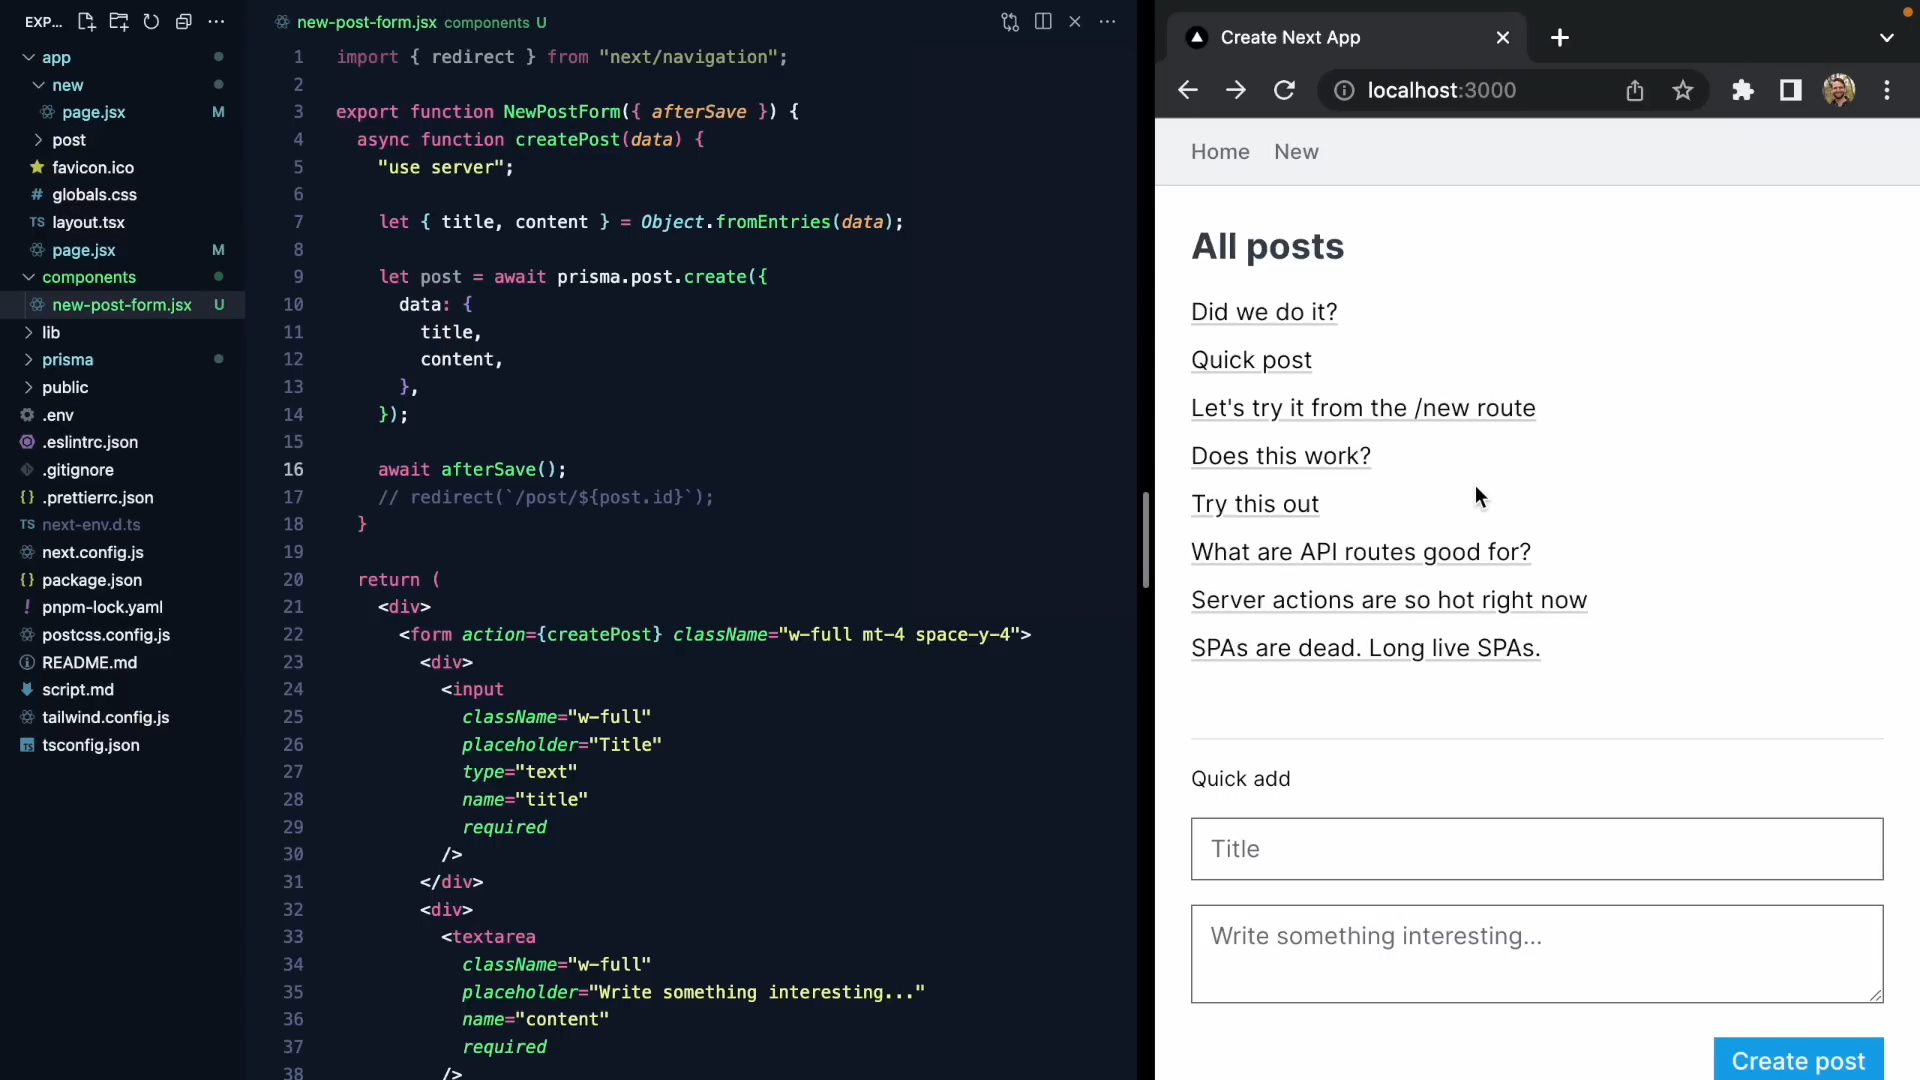 EXP...
app
new
page.jsx M
post
favicon.ico
# globals.css
TS layout.tsx
page.jsx M
components
new-post-form.jsx U
lib
prisma
public
.env
.eslintrc.json
.gitignore
{} .prettierrc.json
TS next-env.d.ts
next.config.js
{} package.json
! pnpm-lock.yaml
postcss.config.js
README.md
script.md
tailwind.config.js
TS tsconfig.json
new-post-form.jsx components U
1 import { redirect } from "next/navigation";
2
3 export function NewPostForm({ afterSave }) {
4 async function createPost(data) {
5 "use server";
6
7 let { title, content } = Object.fromEntries(data);
8
9 let post = await prisma.post.create({
10 data: {
11 title,
12 content,
13 },
14 });
15
16 await afterSave();
17 // redirect(`/post/${post.id}`);
18 }
19
20 return (
21 <div>
22 <form action={createPost} className="w-full mt-4 space-y-4">
23 <div>
24 <input
25 className="w-full"
26 placeholder="Title"
27 type="text"
28 name="title"
29 required
30 />
31 </div>
32 <div>
33 <textarea
34 className="w-full"
35 placeholder="Write something interesting..."
36 name="content"
37 required
38 />
Create Next App
localhost:3000
Home New
All posts
Did we do it?
Quick post
Let's try it from the /new route
Does this work?
Try this out
What are API routes good for?
Server actions are so hot right now
SPAs are dead. Long live SPAs.
Quick add
Title
Write something interesting...
Create post